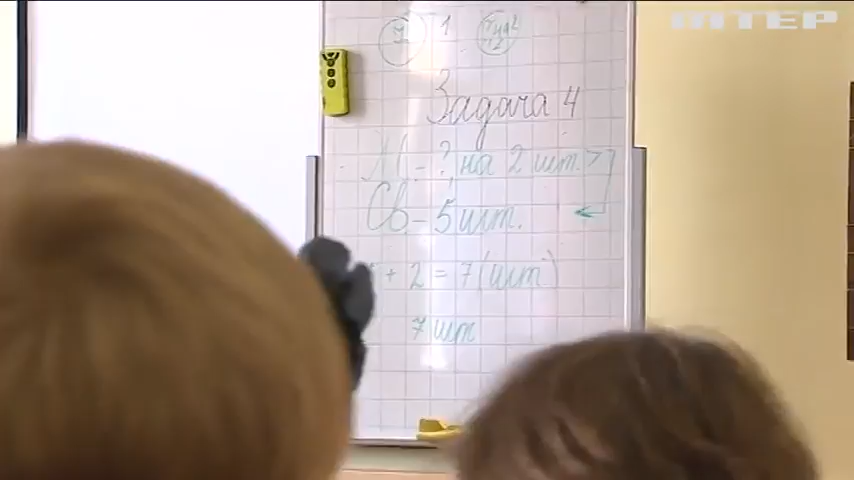 ІНТЕР
1
Задача 4
М. - ? на 2 шт. >
Св. - 5 шт.
+ 2 = 7 (шт)
7 шт